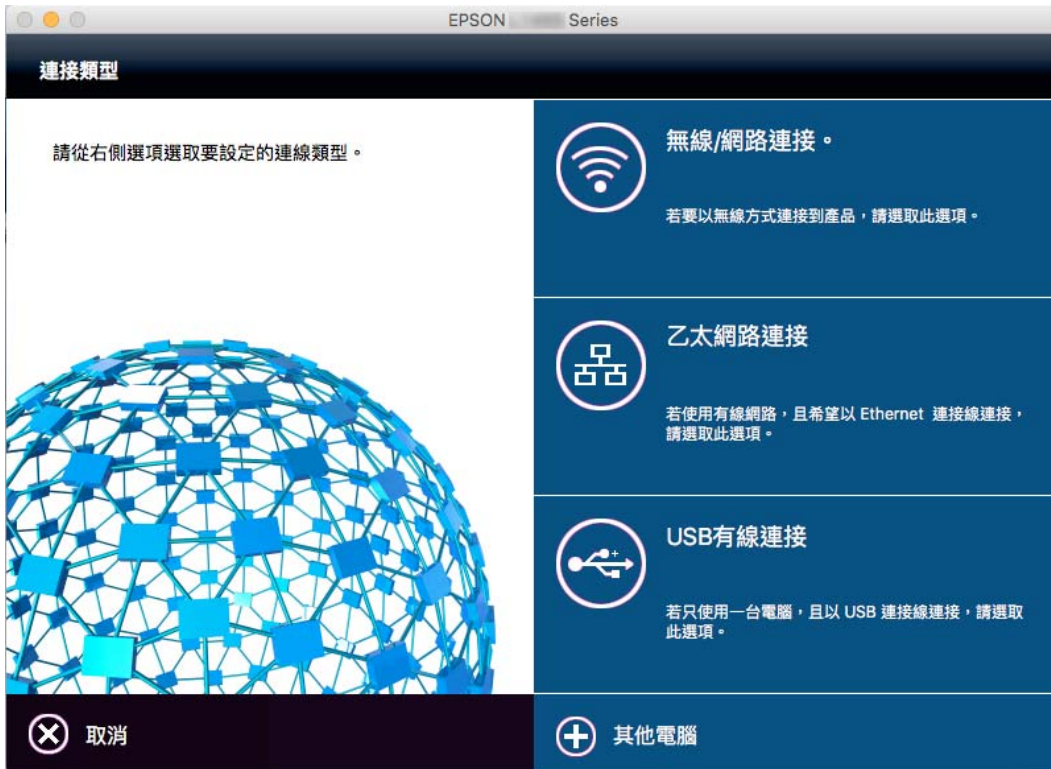 EPSON Series
連接類型
請從右側選項選取要設定的連線類型。
無線/網路連接。
若要以無線方式連接到產品，請選取此選項。
乙太網路連接
若使用有線網路，且希望以 Ethernet 連接線連接，
請選取此選項。
USB有線連接
若只使用一台電腦，且以 USB 連接線連接，請選取
此選項。
取消
其他電腦